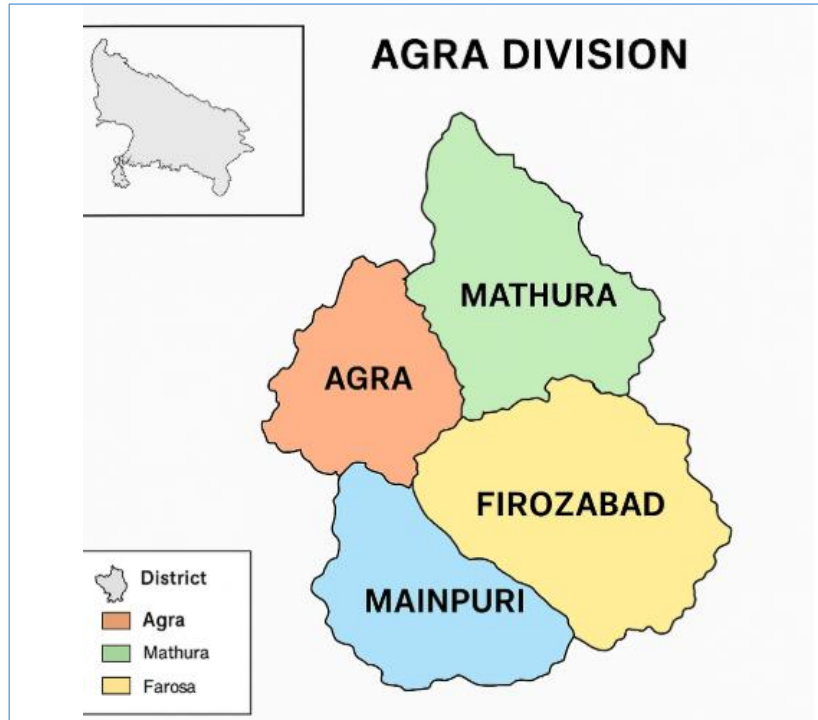 AGRA DIVISION
MATHURA
AGRA
FIROZABAD
MAINPURI
District
Agra
Mathura
Farosa